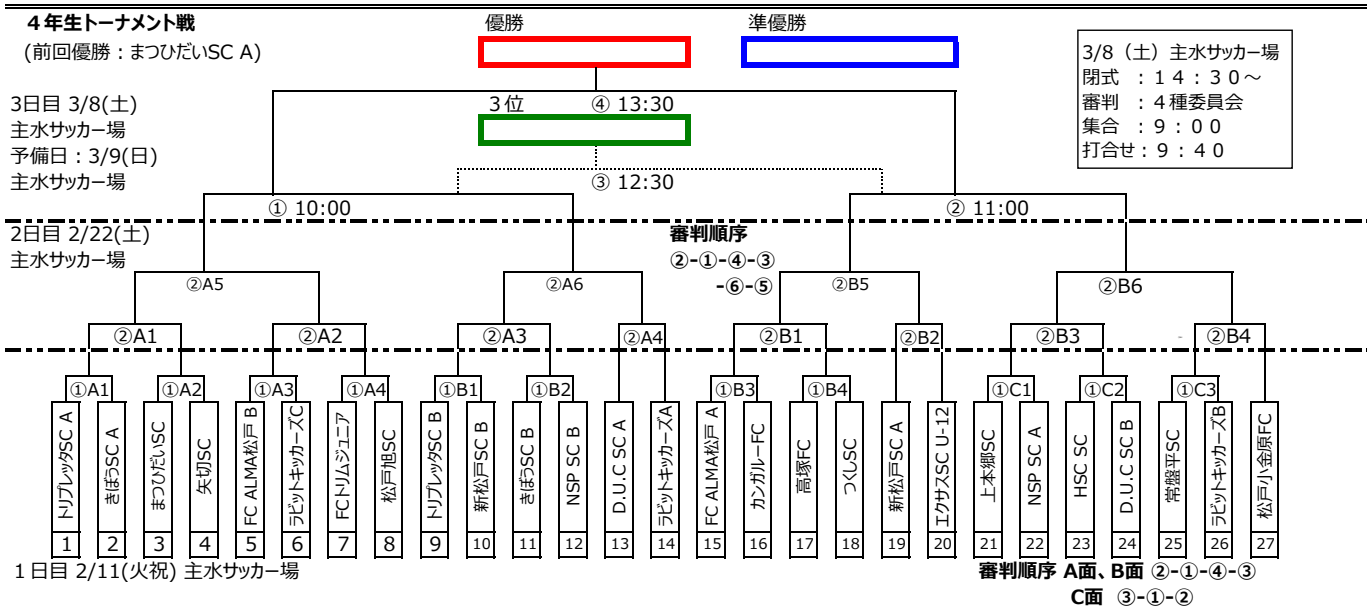 ４年生トーナメント戦
優勝
準優勝
(前回優勝：まつひだいSC A)
3/8（土）主水サッカー場
閉式 ：１４：３０～
審判 ：４種委員会
集合 ：９：００
打合せ：９：４０
3日目 3/8(土)
主水サッカー場
予備日：3/9(日)
主水サッカー場
３位
④ 13:30
③ 12:30
① 10:00
② 11:00
2日目 2/22(土)
主水サッカー場
審判順序
②-①-④-③
-⑥-⑤
②A5
②A6
②B5
②B6
②A1
②A2
②A3
②A4
②B1
②B2
②B3
-
②B4
①A1
①A2
①A3
①A4
①B1
①B2
①B3
①B4
①C1
①C2
①C3
トリプレッタSC A
きぼうSC A
まつひだいSC
矢切SC
FC ALMA松戸 B
ラビットキッカーズC
FCトリムジュニア
松戸旭SC
トリプレッタSC B
新松戸SC B
きぼうSC B
NSP SC B
D.U.C SC A
ラビットキッカーズA
FC ALMA松戸 A
カンガルーFC
高塚FC
つくしSC
新松戸SC A
エクサスSC U-12
上本郷SC
NSP SC A
HSC SC
D.U.C SC B
常盤平SC
ラビットキッカーズB
松戸小金原FC
1 2 3 4 5 6 7 8 9 10 11 12 13 14 15 16 17 18 19 20 21 22 23 24 25 26 27
１日目 2/11(火祝) 主水サッカー場
審判順序 A面、B面 ②-①-④-③
C面 ③-①-②